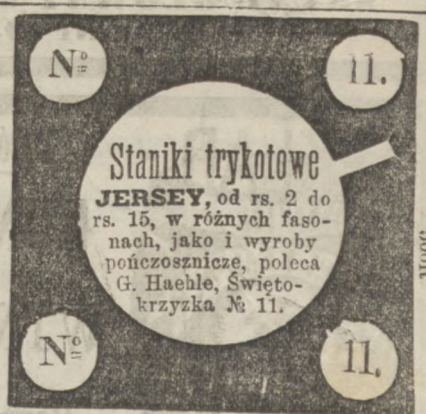 Nº 11.
Staniki trykotowe
JERSEY, od rs. 2 do
rs. 15, w różnych faso-
nach, jako i wyroby
pończosznicze, poleca
G. Haehle, Święto-
krzyzka № 11.
Nº 11.